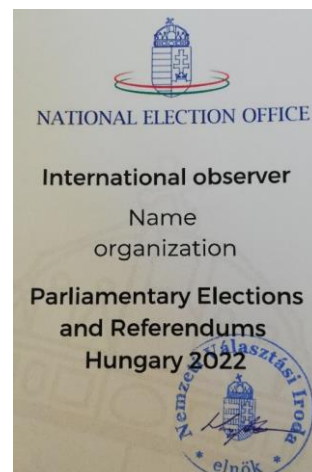 NATIONAL ELECTION OFFICE
International observer
Name
organization
Parliamentary Elections
and Referendums
Hungary 2022
Nemzeti Választási Iroda
* elnök *